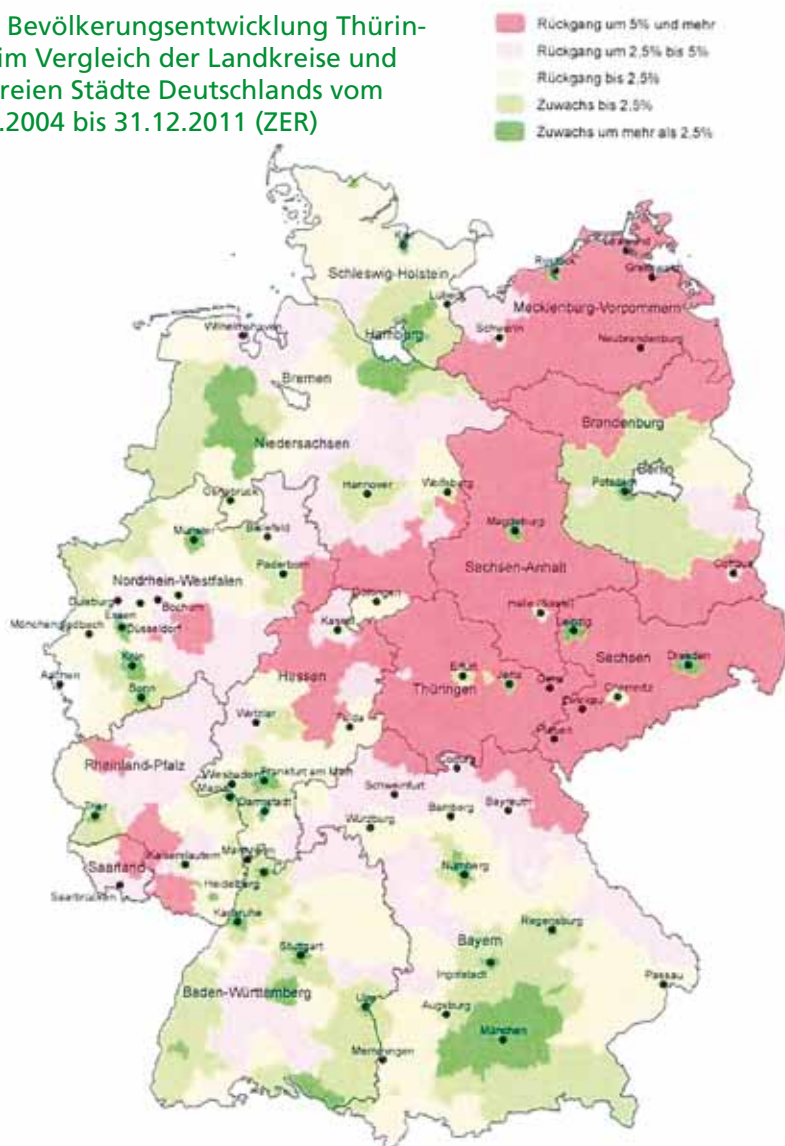 Bevölkerungsentwicklung Thürin-
im Vergleich der Landkreise und
reien Städte Deutschlands vom
.2004 bis 31.12.2011 (ZER)
Rückgang um 5% und mehr
Rückgang um 2,5% bis 5%
Rückgang bis 2,5%
Zuwachs bis 2,5%
Zuwachs um mehr als 2,5%
Kiel
Schleswig-Holstein
Rostock
Mecklenburg-Vorpommern
Lübeck
Wilhelmshaven
Hamburg
Schwerin
Neubrandenburg
Bremen
Brandenburg
Niedersachsen
Berlin
Osnabrück
Hannover
Wolfsburg
Potsdam
Münster
Bielefeld
Magdeburg
Paderborn
Sachsen-Anhalt
Cottbus
Nordrhein-Westfalen
Göttingen
Duisburg
Bochum
Halle (Saale)
Essen
Leipzig
Mönchengladbach
Düsseldorf
Kassel
Sachsen
Dresden
Köln
Hessen
Erfurt
Jena
Gera
Aachen
Thüringen
Chemnitz
Bonn
Zwickau
Wetzlar
Fulda
Plauen
Rheinland-Pfalz
Coburg
Wiesbaden
Frankfurt am Main
Schweinfurt
Mainz
Darmstadt
Bamberg
Bayreuth
Trier
Würzburg
Kaiserslautern
Mannheim
Saarland
Nürnberg
Heidelberg
Saarbrücken
Karlsruhe
Regensburg
Stuttgart
Bayern
Ingolstadt
Passau
Baden-Württemberg
Ulm
Augsburg
München
Memmingen